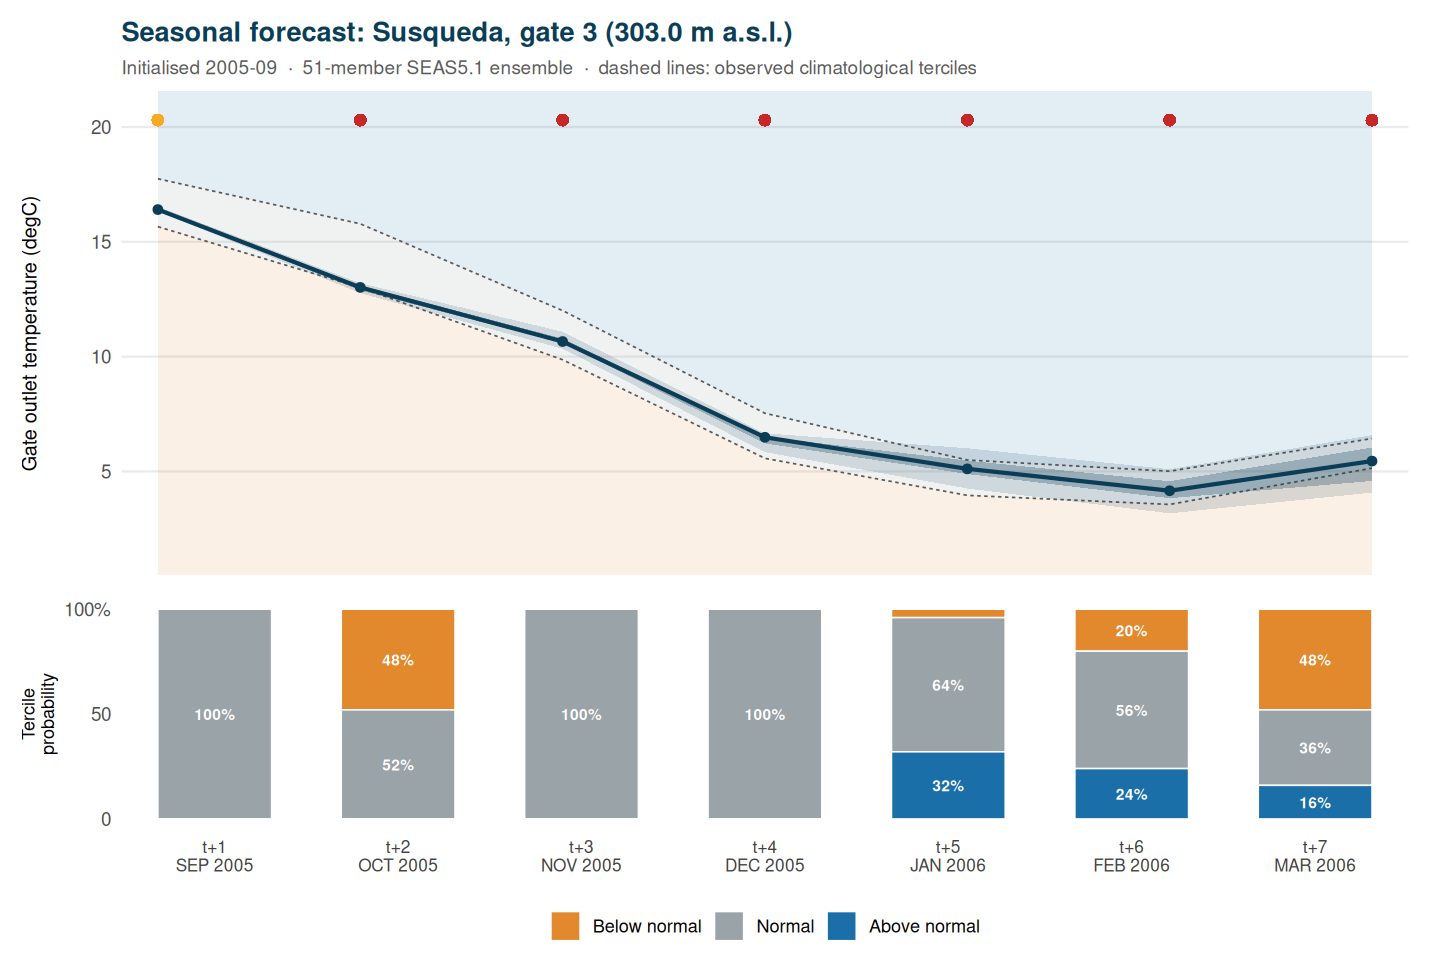 Seasonal forecast: Susqueda, gate 3 (303.0 m a.s.l.)
Initialised 2005-09 · 51-member SEAS5.1 ensemble · dashed lines: observed climatological terciles
Gate outlet temperature (degC)
20
15
10
5
Tercile
probability
100%
50
0
100%
48%
52%
100%
100%
64%
32%
20%
56%
24%
48%
36%
16%
t+1
SEP 2005
t+2
OCT 2005
t+3
NOV 2005
t+4
DEC 2005
t+5
JAN 2006
t+6
FEB 2006
t+7
MAR 2006
Below normal
Normal
Above normal